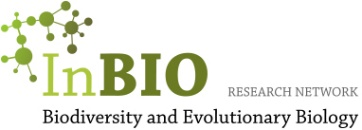 InBIO RESEARCH NETWORK
Biodiversity and Evolutionary Biology